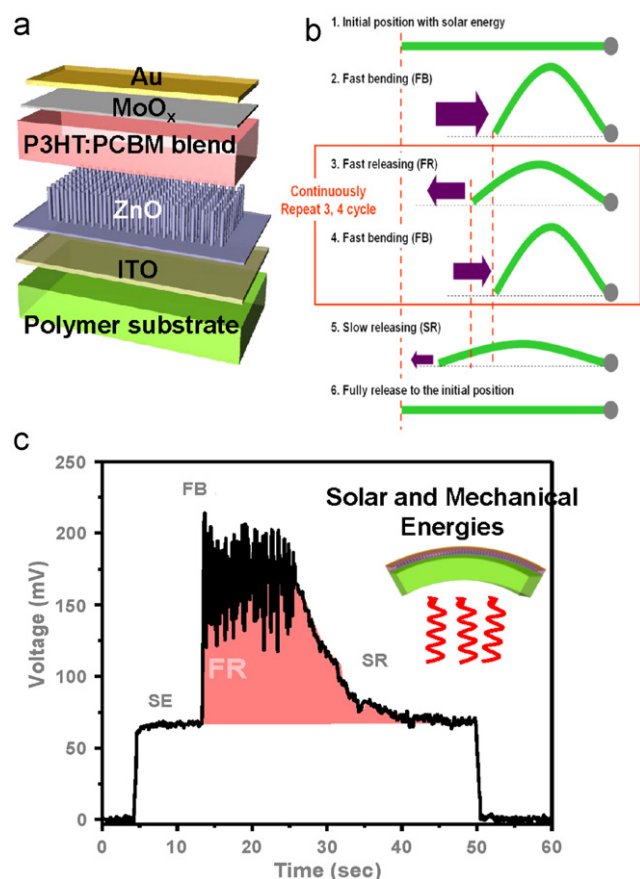 a
Au
MoOx
P3HT:PCBM blend
ZnO
ITO
Polymer substrate
b
1. Initial position with solar energy
2. Fast bending (FB)
3. Fast releasing (FR)
Continuously
Repeat 3, 4 cycle
4. Fast bending (FB)
5. Slow releasing (SR)
6. Fully release to the initial position
c
Voltage (mV)
250
200
150
100
50
0
SE
FB
FR
SR
Solar and Mechanical
Energies
0 10 20 30 40 50 60
Time (sec)